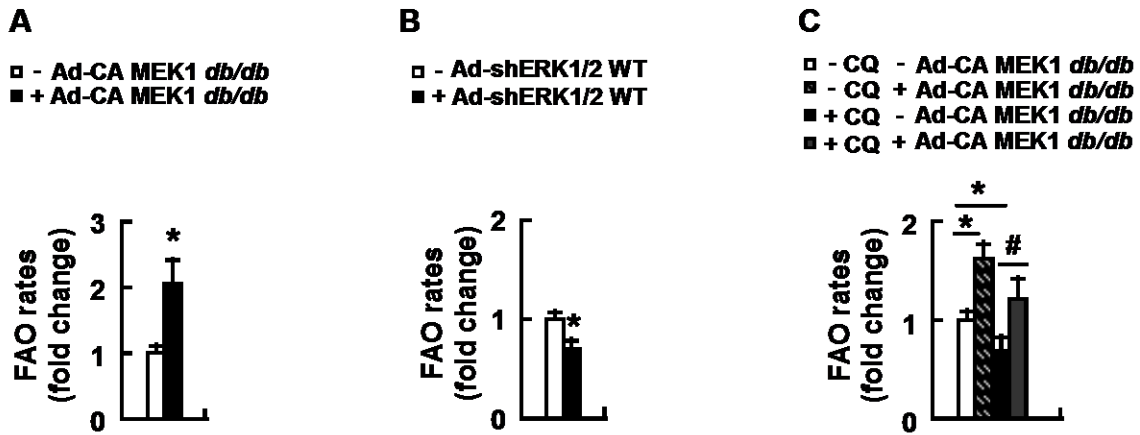 A
- Ad-CA MEK1 db/db
+ Ad-CA MEK1 db/db
FAO rates
(fold change)
3
2
1
0
*
B
- Ad-shERK1/2 WT
+ Ad-shERK1/2 WT
FAO rates
(fold change)
2
1
0
*
C
- CQ - Ad-CA MEK1 db/db
- CQ + Ad-CA MEK1 db/db
+ CQ - Ad-CA MEK1 db/db
+ CQ + Ad-CA MEK1 db/db
FAO rates
(fold change)
2
1
0
*
*
#